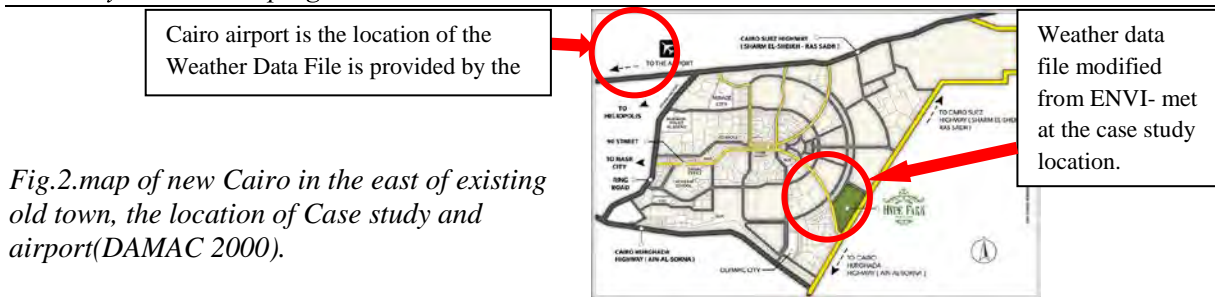 Cairo airport is the location of the
Weather Data File is provided by the
Weather data
file modified
from ENVI- met
at the case study
location.
Fig.2.map of new Cairo in the east of existing
old town, the location of Case study and
airport(DAMAC 2000).
CAIRO SUEZ HIGHWAY
( SHARM EL-SHEIKH - RAS SADR )
TO THE AIRPORT
TO
HELIOPOLIS
TO CAIRO SUEZ
HIGHWAY ( SHARM EL-SHEIKH
RAS SADR )
90 STREET
TO NASR
CITY
RING
ROAD
HYDE PARK
CAIRO HURGHADA
HIGHWAY ( AIN AL-SOKNA )
OLYMPIC CITY
TO CAIRO
HURGHADA
HIGHWAY ( AIN AL-SOKNA )